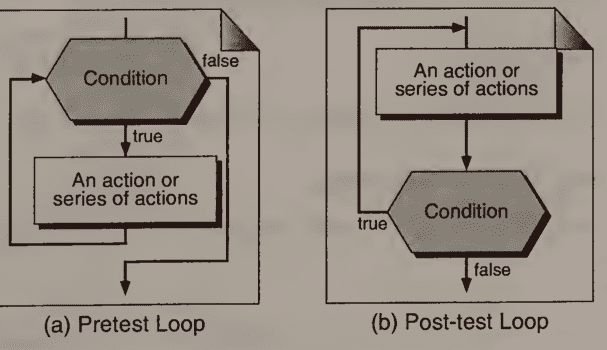 false
Condition
true
An action or
series of actions
(a) Pretest Loop
An action or
series of actions
Condition
true
false
(b) Post-test Loop